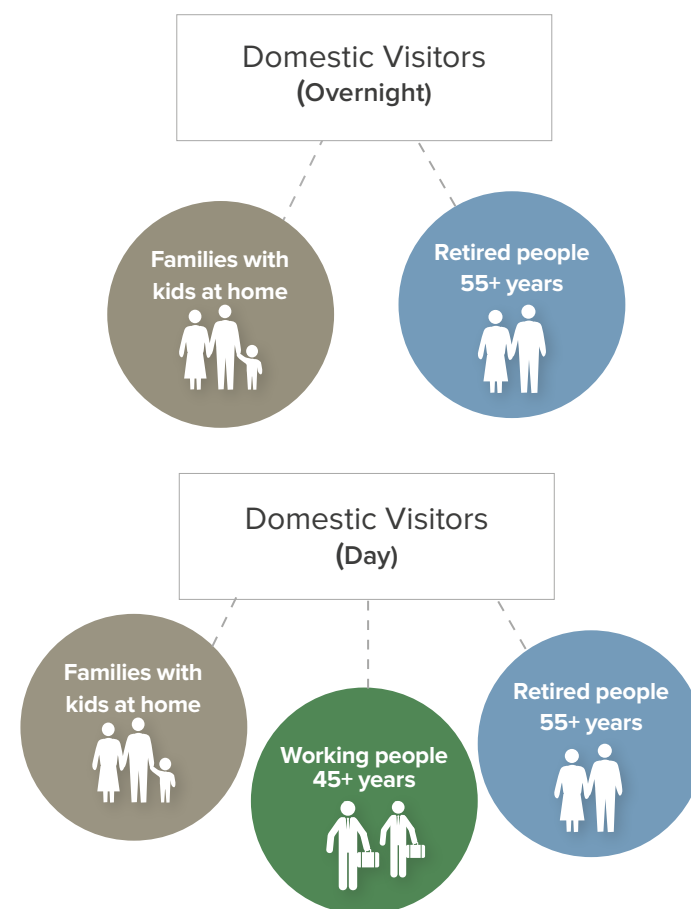 Domestic Visitors
(Overnight)
Families with
kids at home
Retired people
55+ years
Domestic Visitors
(Day)
Families with
kids at home
Working people
45+ years
Retired people
55+ years